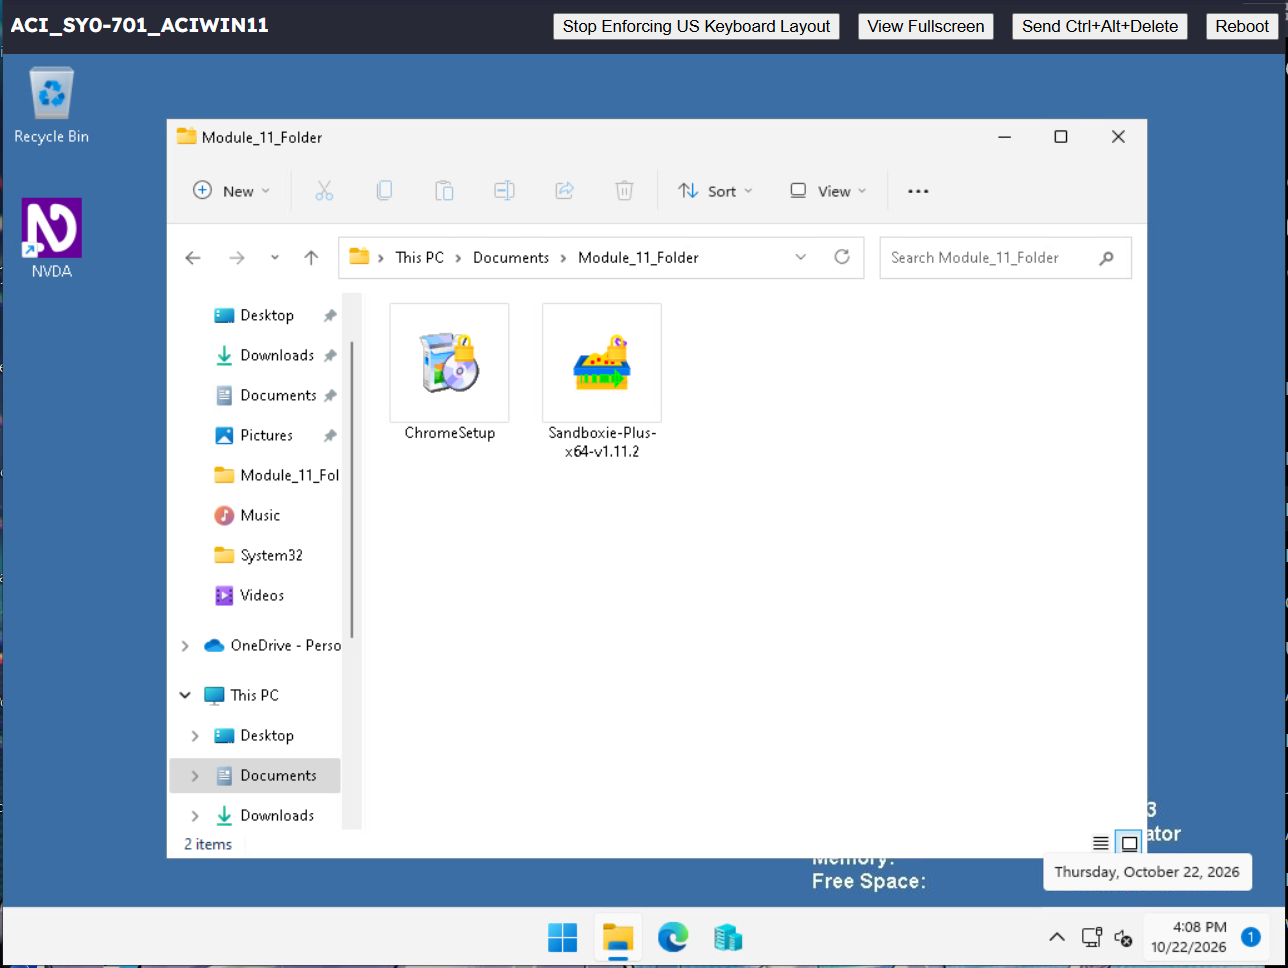 ACI_SY0-701_ACIWIN11
Stop Enforcing US Keyboard Layout
View Fullscreen
Send Ctrl+Alt+Delete
Reboot
Recycle Bin
NVDA
Module_11_Folder
New
Sort
View
This PC
Documents
Module_11_Folder
Search Module_11_Folder
Desktop
Downloads
Documents
Pictures
Module_11_Fol
Music
System32
Videos
OneDrive - Perso
This PC
Desktop
Documents
Downloads
ChromeSetup
Sandboxie-Plus-
x64-v1.11.2
2 items
3
ator
Memory:
Free Space:
Thursday, October 22, 2026
4:08 PM
10/22/2026
1